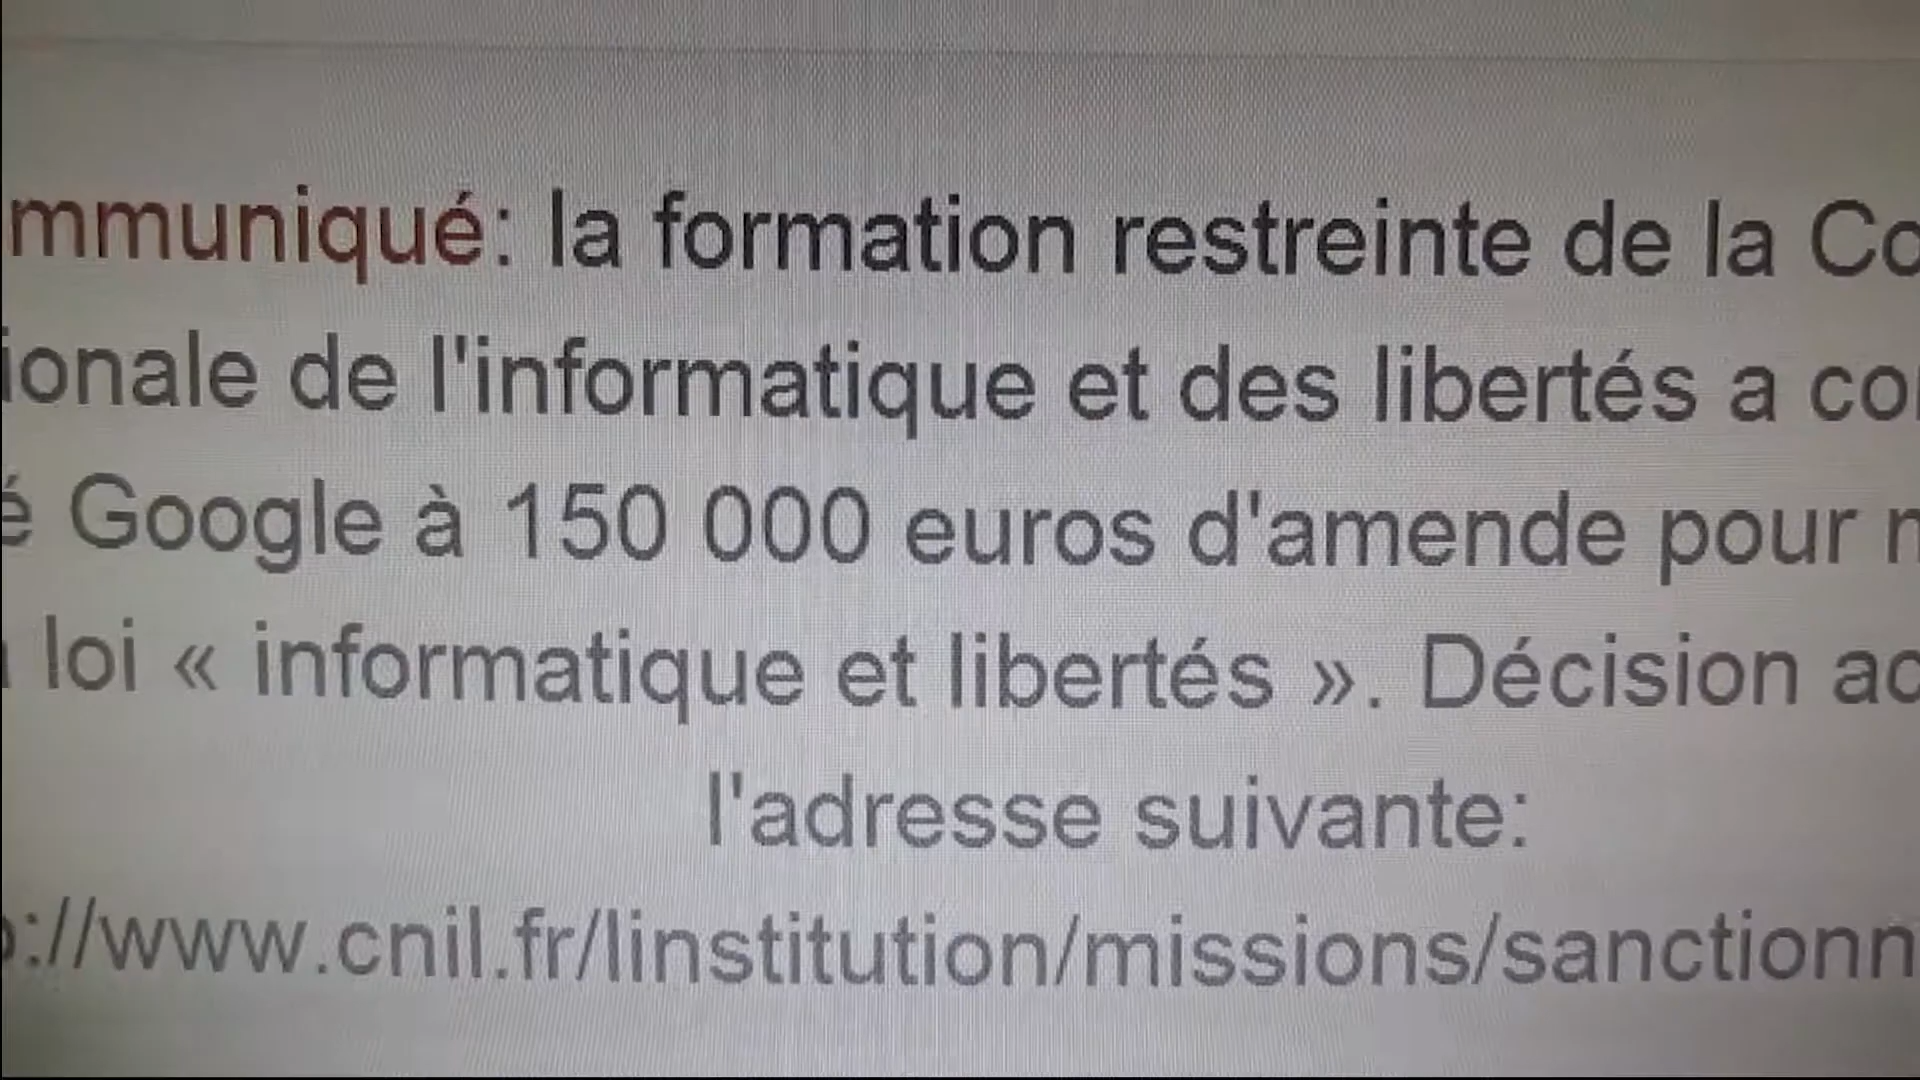 mmuniqué: la formation restreinte de la Co
ionale de l'informatique et des libertés a co
é Google à 150 000 euros d'amende pour
loi « informatique et libertés ». Décision ac
l'adresse suivante:
://www.cnil.fr/linstitution/missions/sanctionn